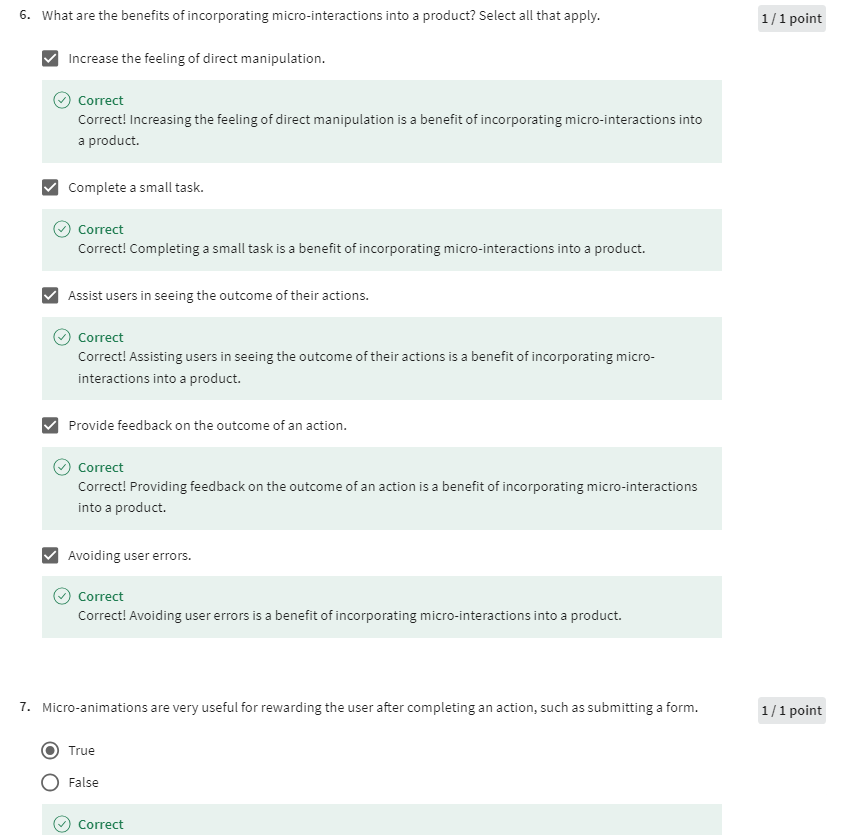 6. What are the benefits of incorporating micro-interactions into a product? Select all that apply.
1 / 1 point
Increase the feeling of direct manipulation.
Correct
Correct! Increasing the feeling of direct manipulation is a benefit of incorporating micro-interactions into
a product.
Complete a small task.
Correct
Correct! Completing a small task is a benefit of incorporating micro-interactions into a product.
Assist users in seeing the outcome of their actions.
Correct
Correct! Assisting users in seeing the outcome of their actions is a benefit of incorporating micro-
interactions into a product.
Provide feedback on the outcome of an action.
Correct
Correct! Providing feedback on the outcome of an action is a benefit of incorporating micro-interactions
into a product.
Avoiding user errors.
Correct
Correct! Avoiding user errors is a benefit of incorporating micro-interactions into a product.
7. Micro-animations are very useful for rewarding the user after completing an action, such as submitting a form.
1 / 1 point
True
False
Correct